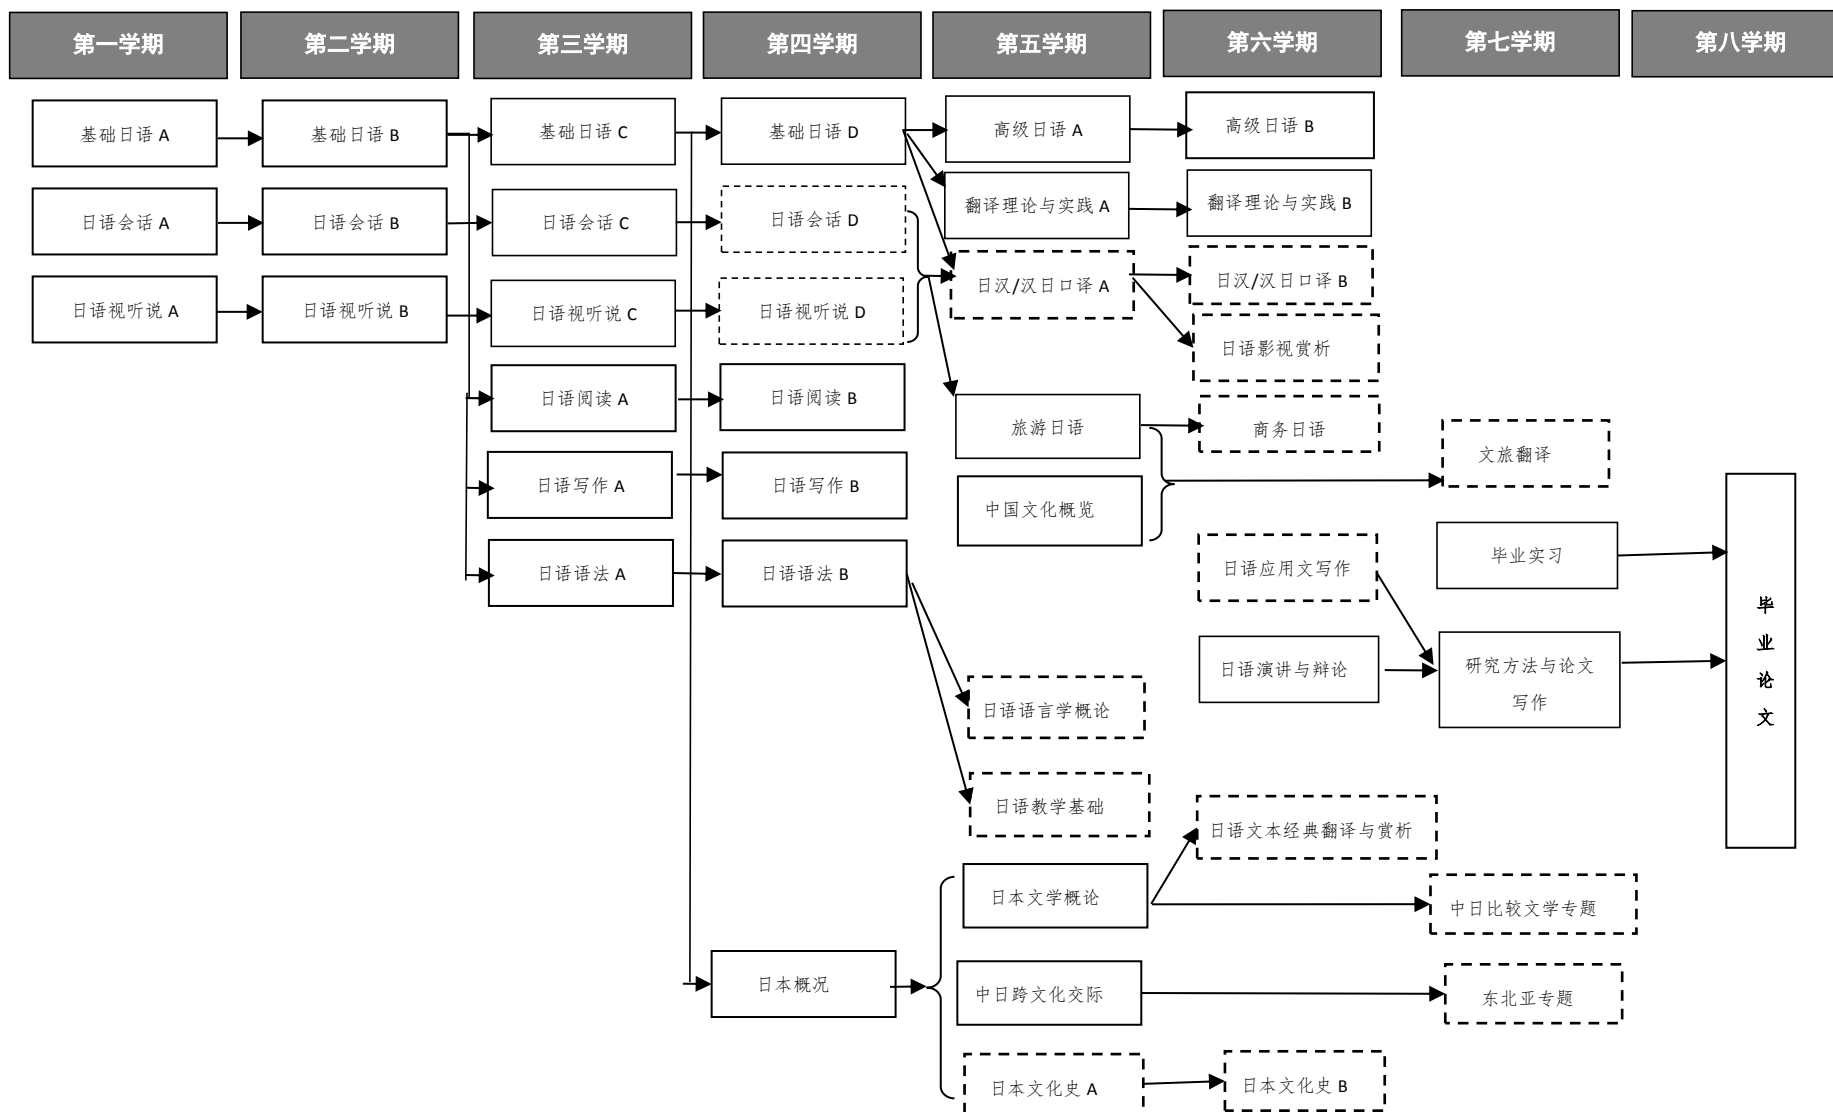 第一学期
第二学期
第三学期
第四学期
第五学期
第六学期
第七学期
第八学期
基础日语 A
基础日语 B
基础日语 C
基础日语 D
高级日语 A
高级日语 B
日语会话 A
日语会话 B
日语会话 C
日语会话 D
翻译理论与实践 A
翻译理论与实践 B
日语视听说 A
日语视听说 B
日语视听说 C
日语视听说 D
日汉/汉日口译 A
日汉/汉日口译 B
日语影视赏析
日语阅读 A
日语阅读 B
旅游日语
商务日语
文旅翻译
日语写作 A
日语写作 B
中国文化概览
日语语法 A
日语语法 B
日语应用文写作
毕业实习
日语演讲与辩论
研究方法与论文
写作
毕
业
论
文
日语语言学概论
日语教学基础
日语文本经典翻译与赏析
日本文学概论
中日比较文学专题
日本概况
中日跨文化交际
东北亚专题
日本文化史 A
日本文化史 B